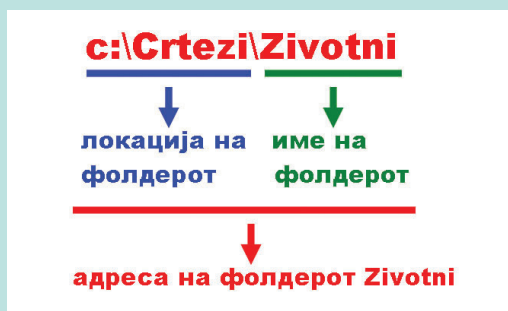 c:\Crtezi\Zivotni
локација на
фолдерот
име на
фолдерот
адреса на фолдерот Zivotni